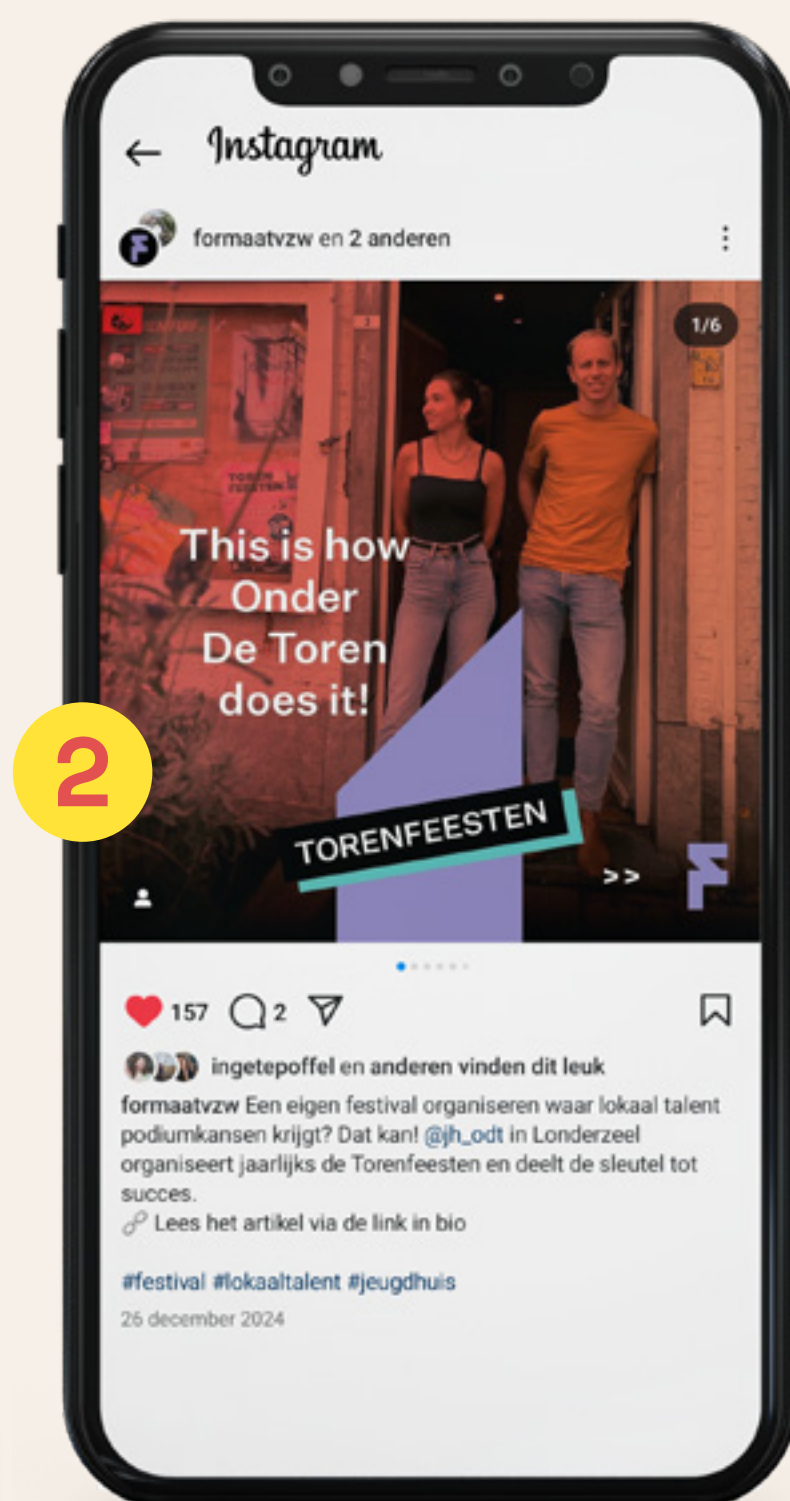 Instagram
formaatvzw en 2 anderen
1/6
TOREN
FEESTEN
This is how
Onder
De Toren
does it!
2
TORENFEESTEN
>>
F
157 2
ingetepoffel en anderen vinden dit leuk
formaatvzw Een eigen festival organiseren waar lokaal talent
podiumkansen krijgt? Dat kan! @jh_odt in Londerzeel
organiseert jaarlijks de Torenfeesten en deelt de sleutel tot
succes.
Lees het artikel via de link in bio
#festival #lokaaltalent #jeugdhuis
26 december 2024